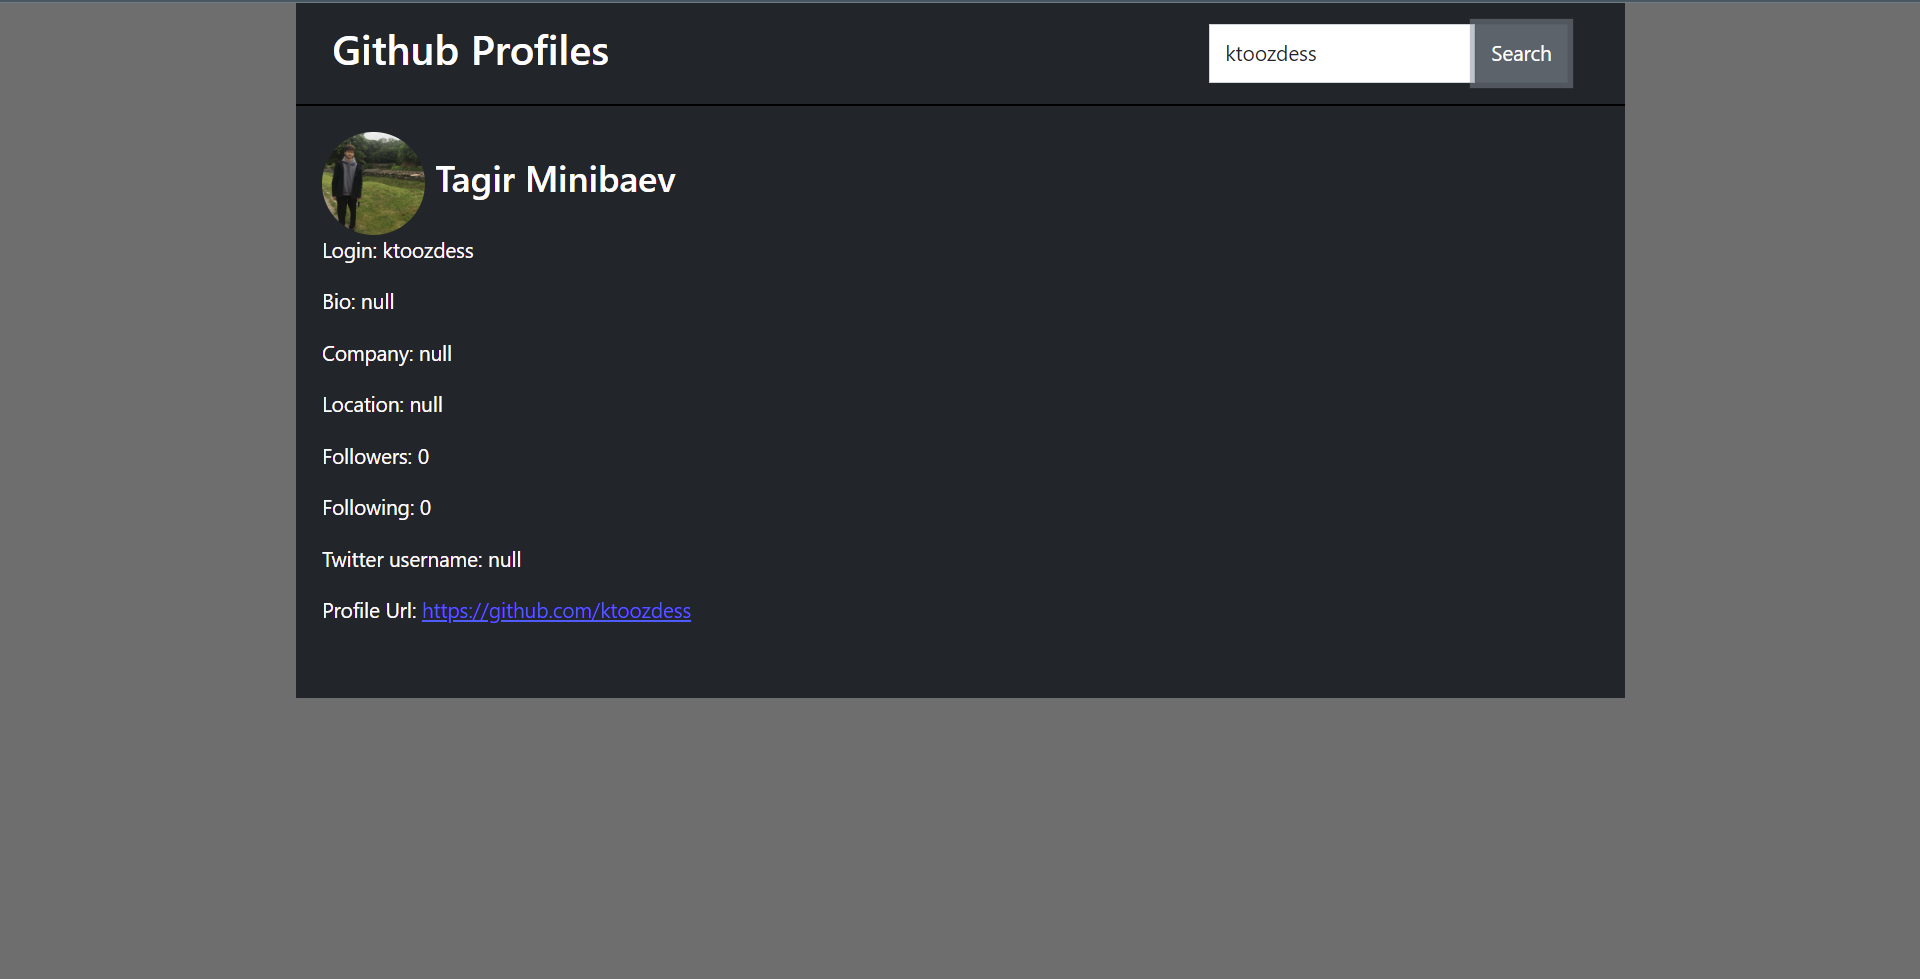 Github Profiles
ktoozdess
Search
Tagir Minibaev
Login: ktoozdess
Bio: null
Company: null
Location: null
Followers: 0
Following: 0
Twitter username: null
Profile Url: https://github.com/ktoozdess